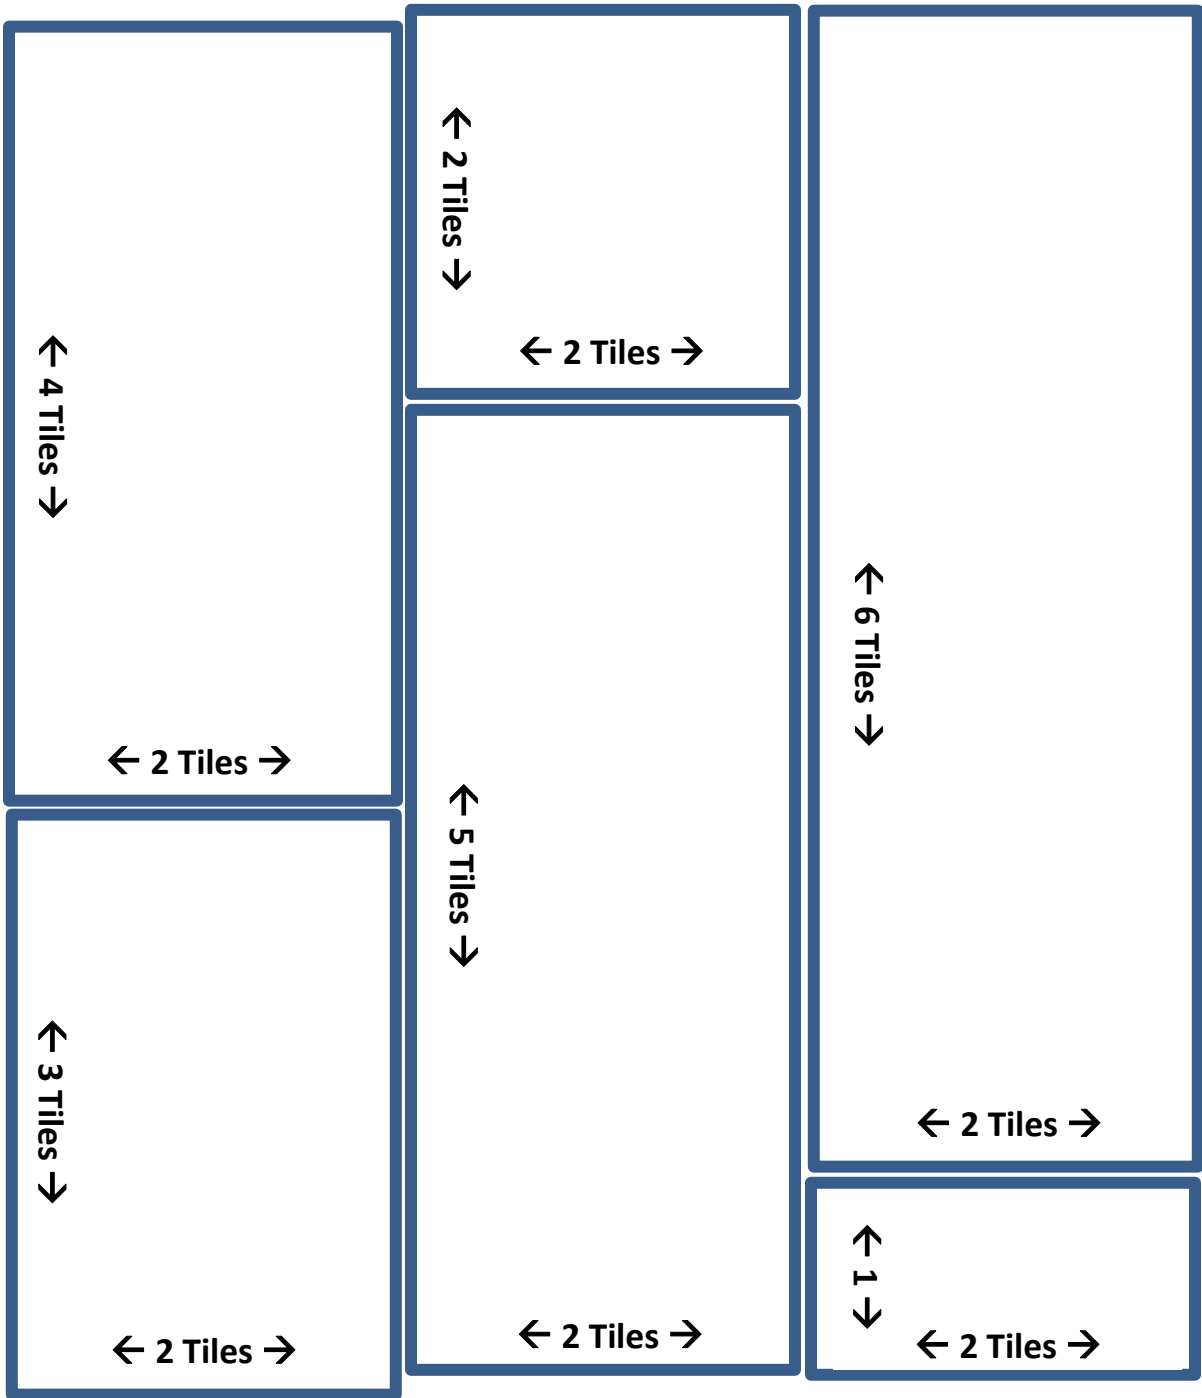 ← 4 Tiles →
← 2 Tiles →
← 3 Tiles →
← 2 Tiles →
← 2 Tiles →
← 2 Tiles →
← 5 Tiles →
← 2 Tiles →
← 6 Tiles →
← 2 Tiles →
← 1 →
← 2 Tiles →